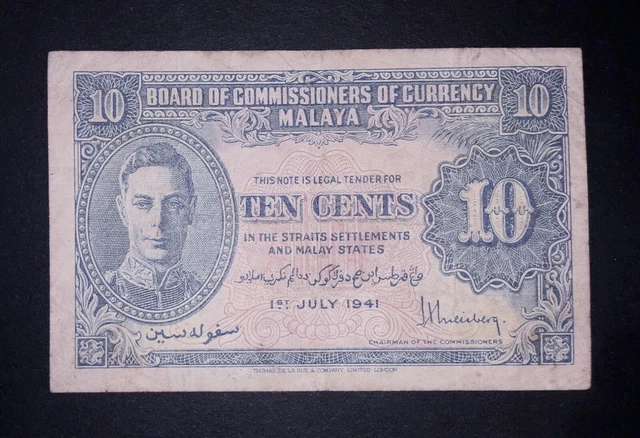 10 BOARD OF COMMISSIONERS OF CURRENCY 10
MALAYA
THIS NOTE IS LEGAL TENDER FOR
TEN CENTS
10
IN THE STRAITS SETTLEMENTS
AND MALAY STATES
1ST JULY 1941
سڤوله سين
CHAIRMAN OF THE COMMISSIONERS
THOMAS DE LA RUE & COMPANY, LIMITED, LONDON